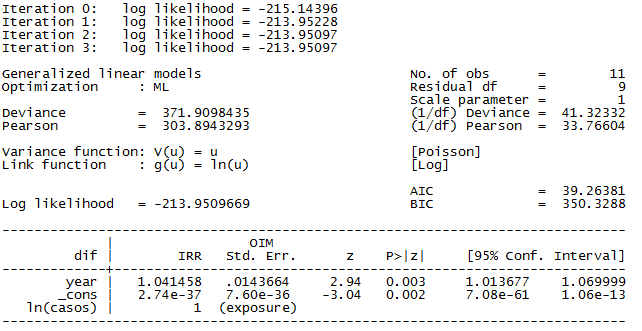 Iteration 0:   log likelihood = -215.14396
Iteration 1:   log likelihood = -213.95228
Iteration 2:   log likelihood = -213.95097
Iteration 3:   log likelihood = -213.95097
Generalized linear models                          No. of obs      =        11
Optimization     : ML                              Residual df     =         9
                                                   Scale parameter =         1
Deviance         =  371.9098435                    (1/df) Deviance =  41.32332
Pearson          =  303.8943293                    (1/df) Pearson  =  33.76604
Variance function: V(u) = u                        [Poisson]
Link function    : g(u) = ln(u)                    [Log]
                                                   AIC             =  39.26381
Log likelihood   = -213.9509669                    BIC             =  350.3288
------------------------------------------------------------------------------
             |                 OIM
         dif |        IRR   Std. Err.      z    P>|z|     [95% Conf. Interval]
-------------+----------------------------------------------------------------
        year |   1.041458   .0143664     2.94   0.003     1.013677    1.069999
       _cons |   2.74e-37   7.60e-36    -3.04   0.002     7.08e-61    1.06e-13
   ln(casos) |          1  (exposure)
------------------------------------------------------------------------------